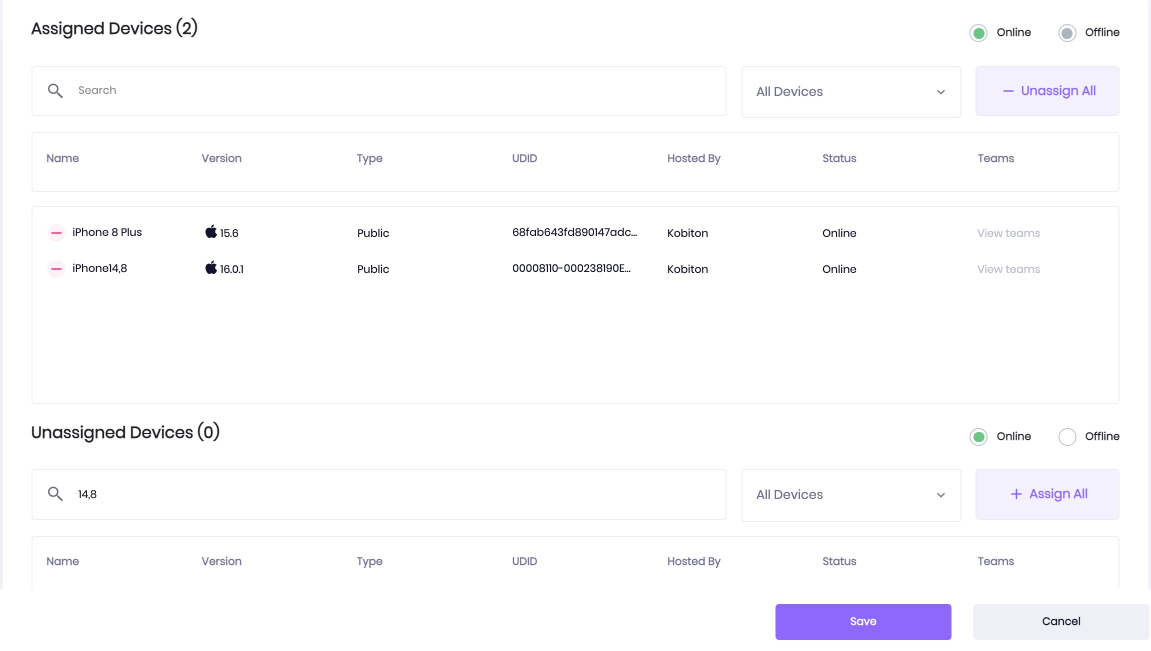 Assigned Devices (2)
Online Offline
Search
All Devices
— Unassign All
Name Version Type UDID Hosted By Status Teams
iPhone 8 Plus 15.6 Public 68fab643fd890147adc... Kobiton Online View teams
iPhone14,8 16.0.1 Public 00008110-000238190E... Kobiton Online View teams
Unassigned Devices (0)
Online Offline
14,8
All Devices
+ Assign All
Name Version Type UDID Hosted By Status Teams
Save Cancel